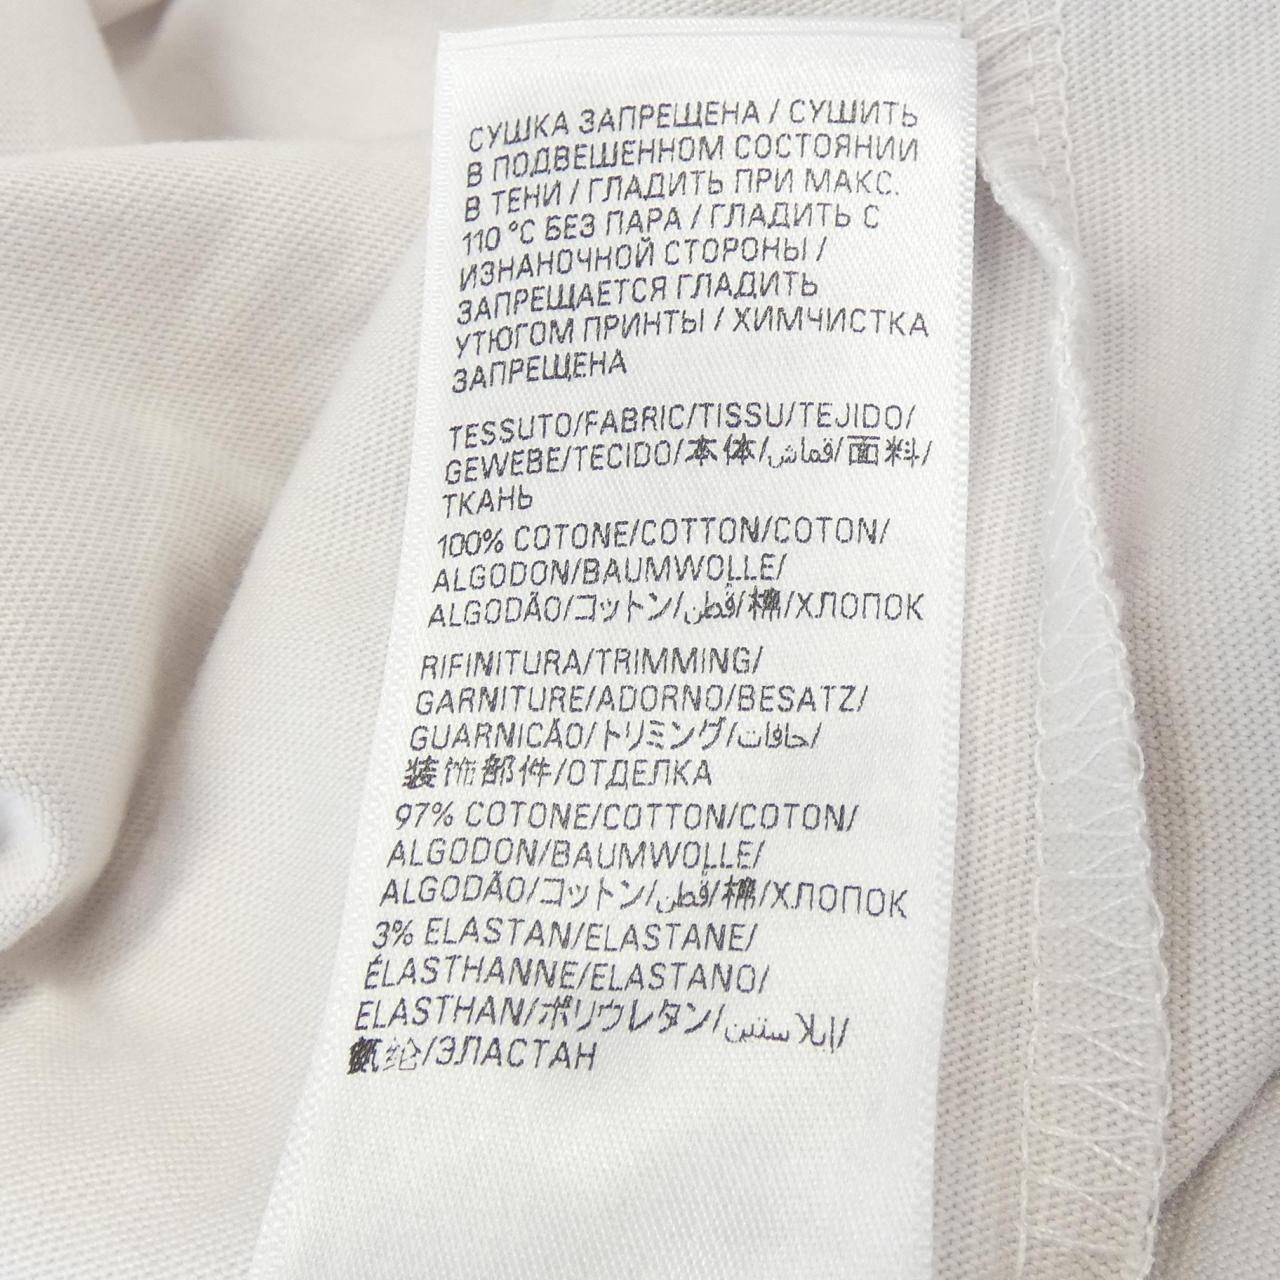 СУШКА ЗАПРЕЩЕНА / СУШИТЬ
В ПОДВЕШЕННОМ СОСТОЯНИИ
В ТЕНИ / ГЛАДИТЬ ПРИ МАКС.
110 °C БЕЗ ПАРА / ГЛАДИТЬ С
ИЗНАНОЧНОЙ СТОРОНЫ /
ЗАПРЕЩАЕТСЯ ГЛАДИТЬ
УТЮГОМ ПРИНТЫ / ХИМЧИСТКА
ЗАПРЕЩЕНА
TESSUTO/FABRIC/TISSU/TEJIDO/
GEWEBE/TECIDO/本体/قماش/面料/
ТКАНЬ
100% COTONE/COTTON/COTON/
ALGODON/BAUMWOLLE/
ALGODÃO/コットン/قطن/棉/ХЛОПОК
RIFINITURA/TRIMMING/
GARNITURE/ADORNO/BESATZ/
GUARNICÃO/トリミング/حافات/
装饰部件/ОТДЕЛКА
97% COTONE/COTTON/COTON/
ALGODON/BAUMWOLLE/
ALGODÃO/コットン/قطن/棉/ХЛОПОК
3% ELASTAN/ELASTANE/
ÉLASTHANNE/ELASTANO/
ELASTHAN/ポリウレタン/إيلاستين/
氨纶/ЭЛАСТАН